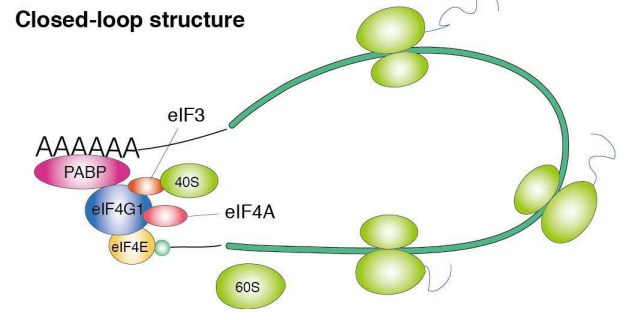 Closed-loop structure
eIF3
AAAAAA
PABP
40S
eIF4G1
eIF4A
eIF4E
60S